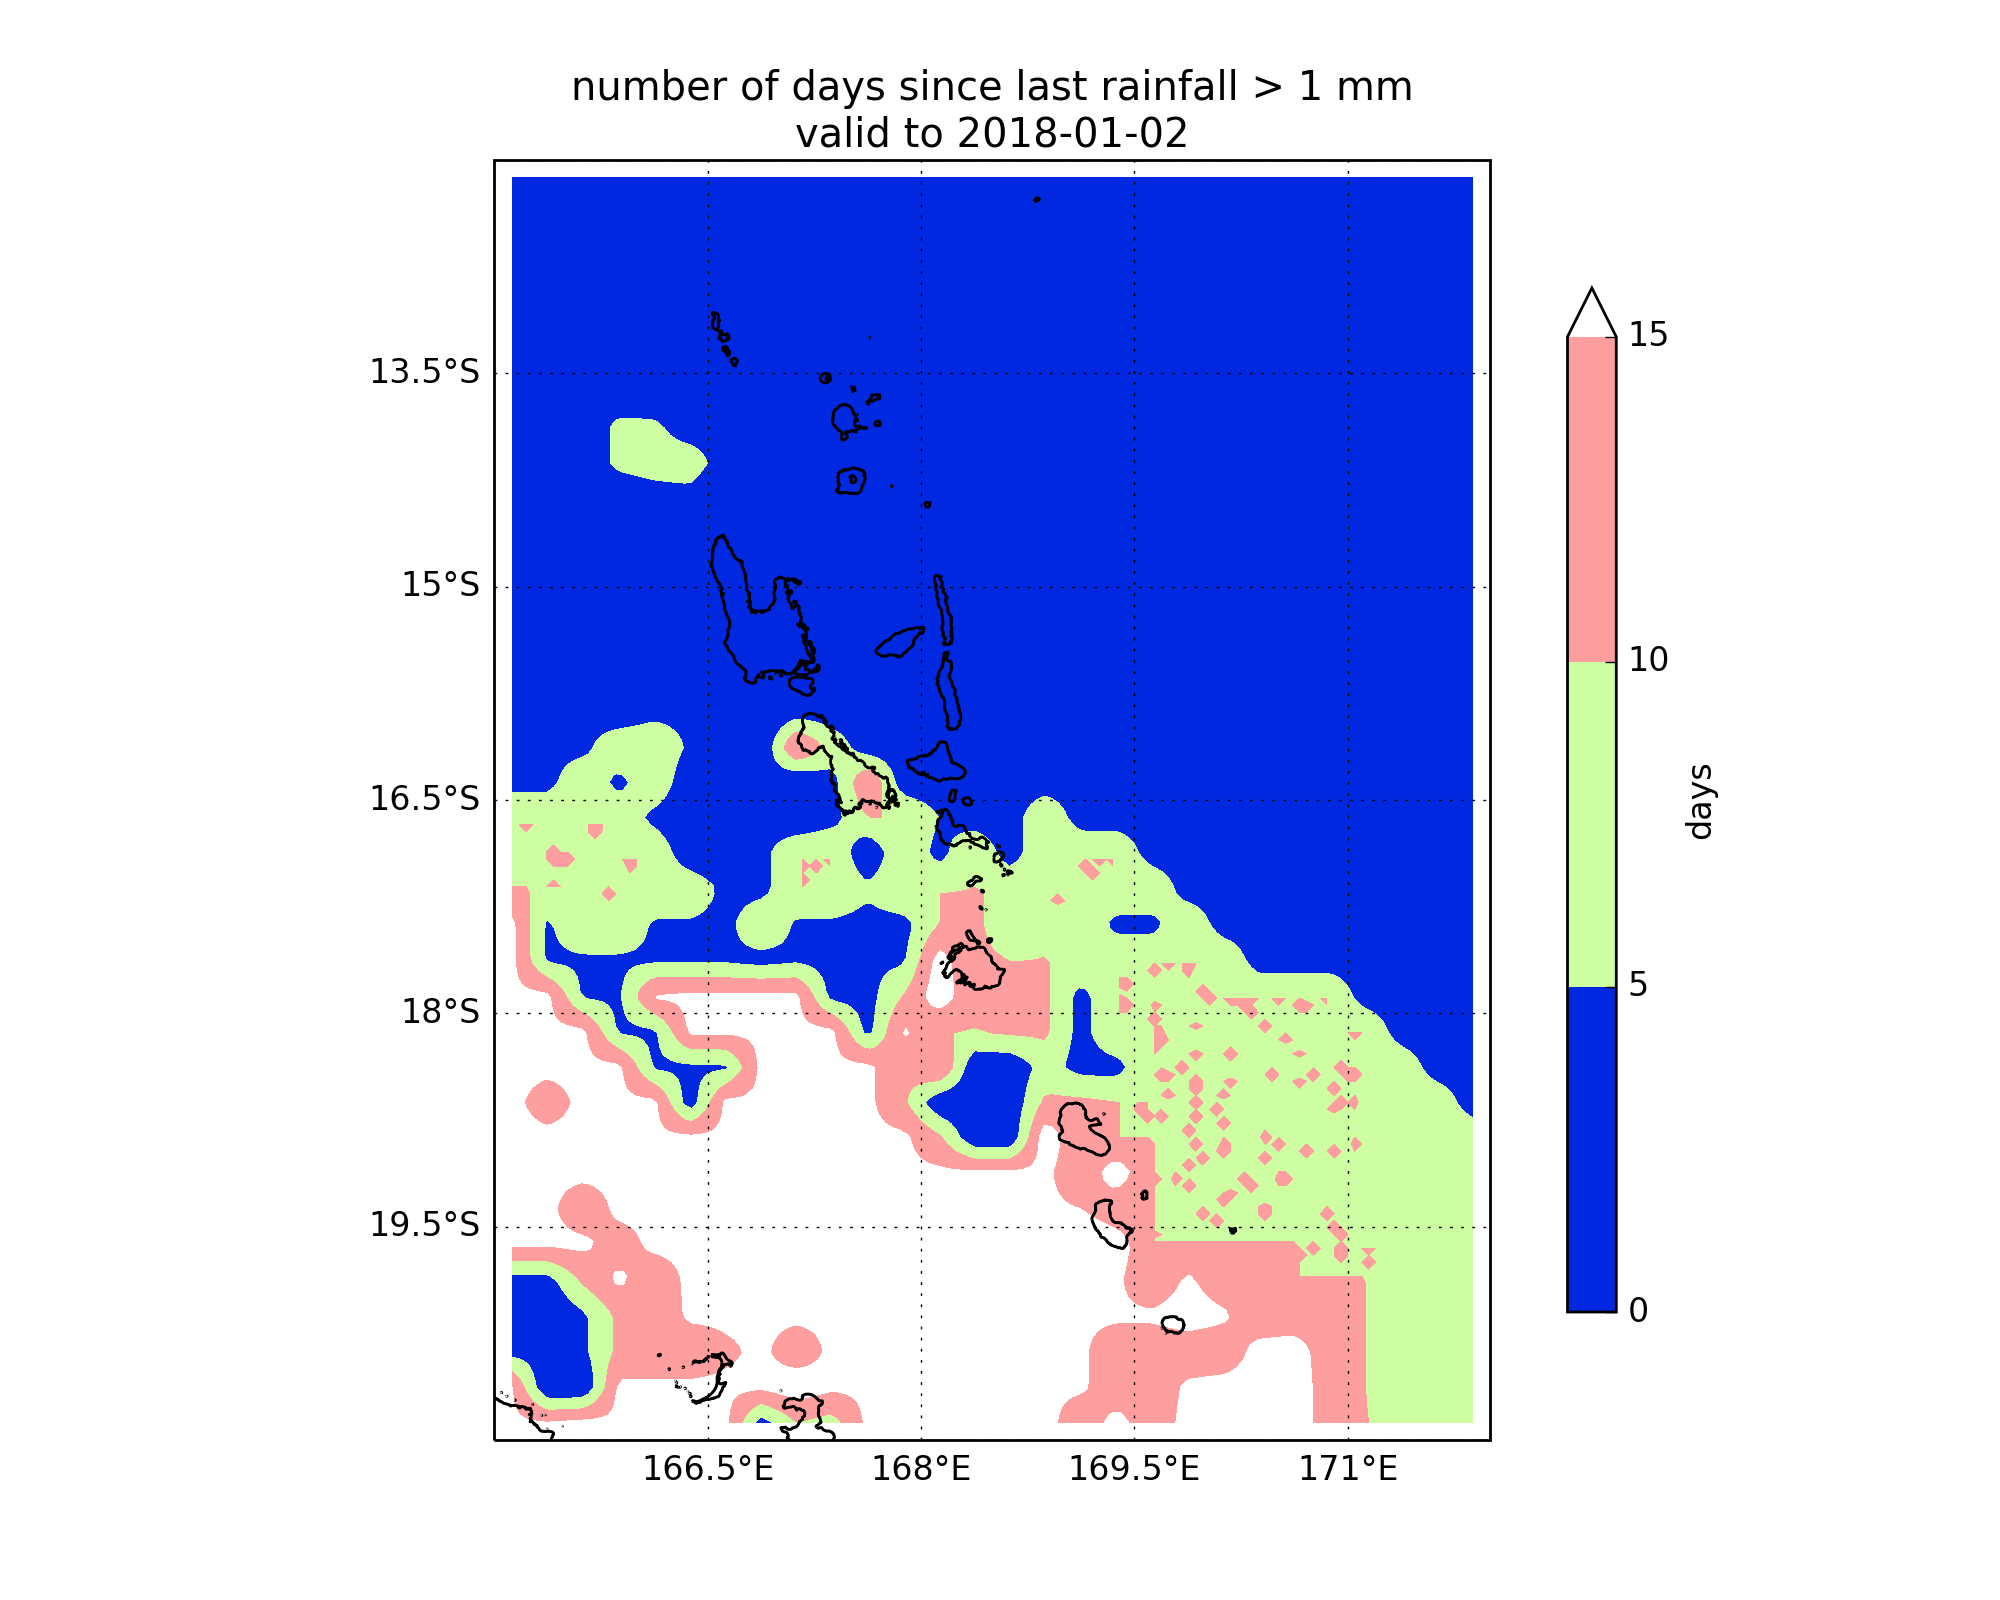 number of days since last rainfall > 1 mm
valid to 2018-01-02
13.5°S
15°S
16.5°S
18°S
19.5°S
166.5°E
168°E
169.5°E
171°E
15
10
5
0
days